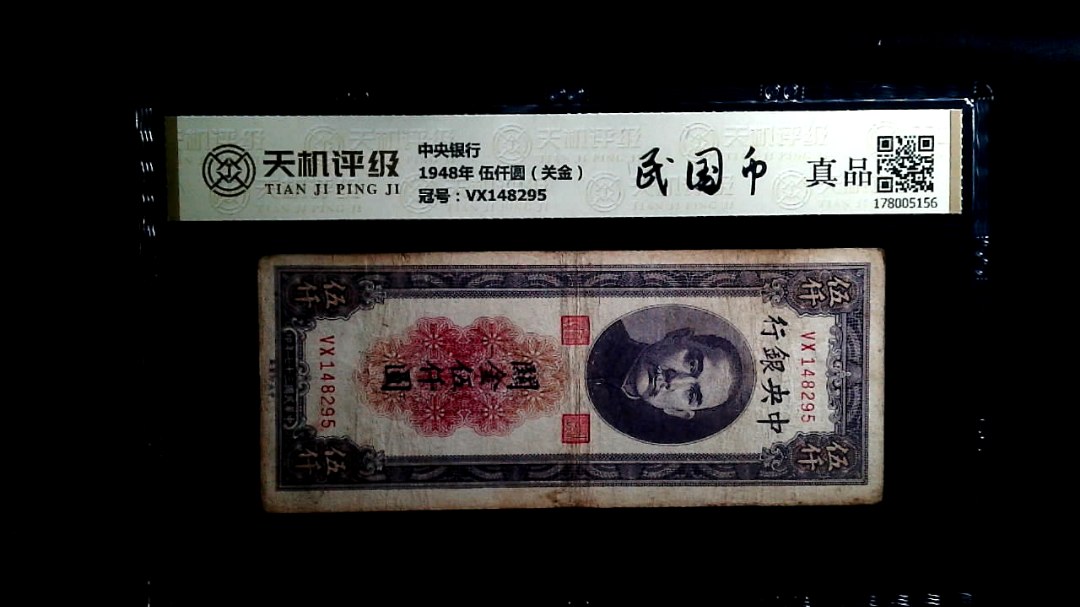 天机评级
TIAN JI PING JI
中央银行
1948年 伍仟圆（关金）
冠号：VX148295
民国币
真品
178005156
中央銀行
VX148295
關金伍仟圓
VX148295
伍仟
伍仟
伍仟
伍仟